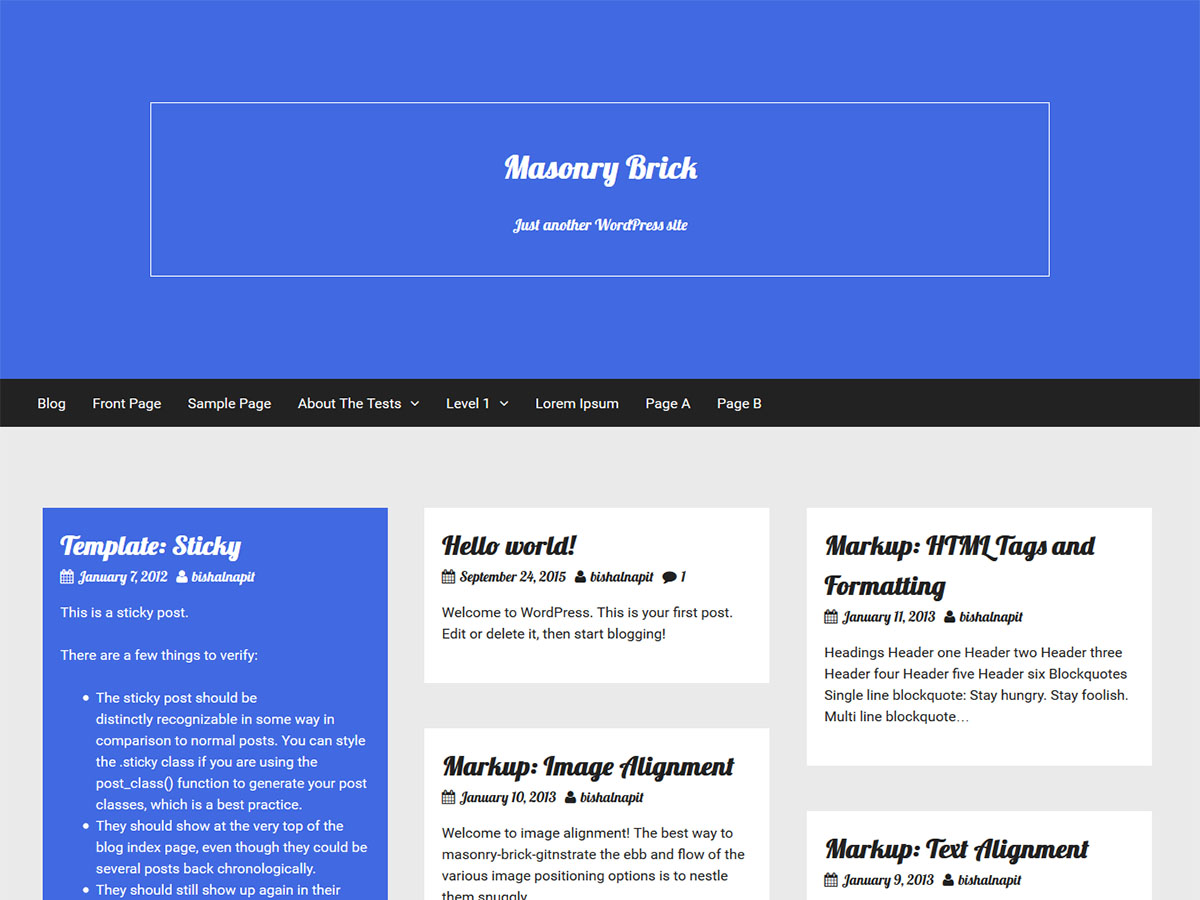 Masonry Brick
Just another WordPress site
Blog Front Page Sample Page About The Tests Level 1 Lorem Ipsum Page A Page B
Template: Sticky
January 7, 2012 bishalnapit
This is a sticky post.
There are a few things to verify:
• The sticky post should be
distinctly recognizable in some way in
comparison to normal posts. You can style
the .sticky class if you are using the
post_class() function to generate your post
classes, which is a best practice.
• They should show at the very top of the
blog index page, even though they could be
several posts back chronologically.
• They should still show up again in their
Hello world!
September 24, 2015 bishalnapit 1
Welcome to WordPress. This is your first post.
Edit or delete it, then start blogging!
Markup: Image Alignment
January 10, 2013 bishalnapit
Welcome to image alignment! The best way to
masonry-brick-gitnstrate the ebb and flow of the
various image positioning options is to nestle
them snuggly
Markup: HTML Tags and
Formatting
January 11, 2013 bishalnapit
Headings Header one Header two Header three
Header four Header five Header six Blockquotes
Single line blockquote: Stay hungry. Stay foolish.
Multi line blockquote…
Markup: Text Alignment
January 9, 2013 bishalnapit